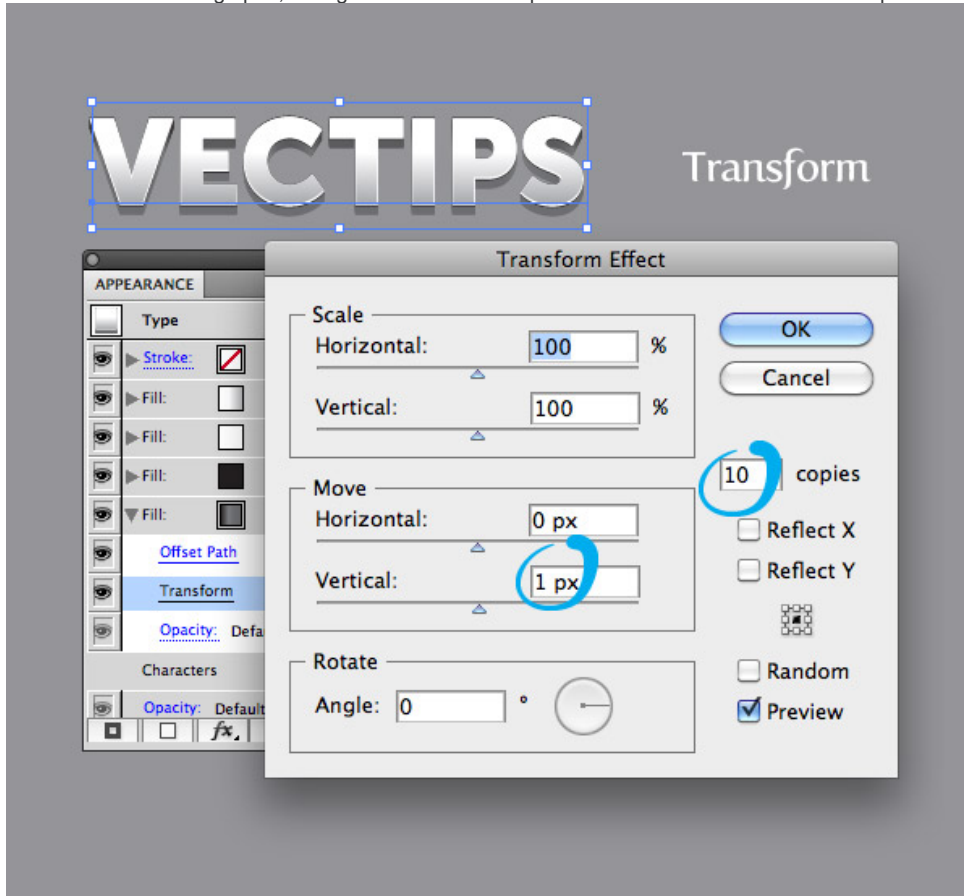 VECTIPS
Transform
APPEARANCE
Type
Stroke:
Fill:
Fill:
Fill:
Fill:
Offset Path
Transform
Opacity: Defa
Characters
Opacity: Default
fx
Transform Effect
Scale
Horizontal: 100 %
Vertical: 100 %
Move
Horizontal: 0 px
Vertical: 1 px
Rotate
Angle: 0 °
OK
Cancel
10 copies
Reflect X
Reflect Y
Random
Preview